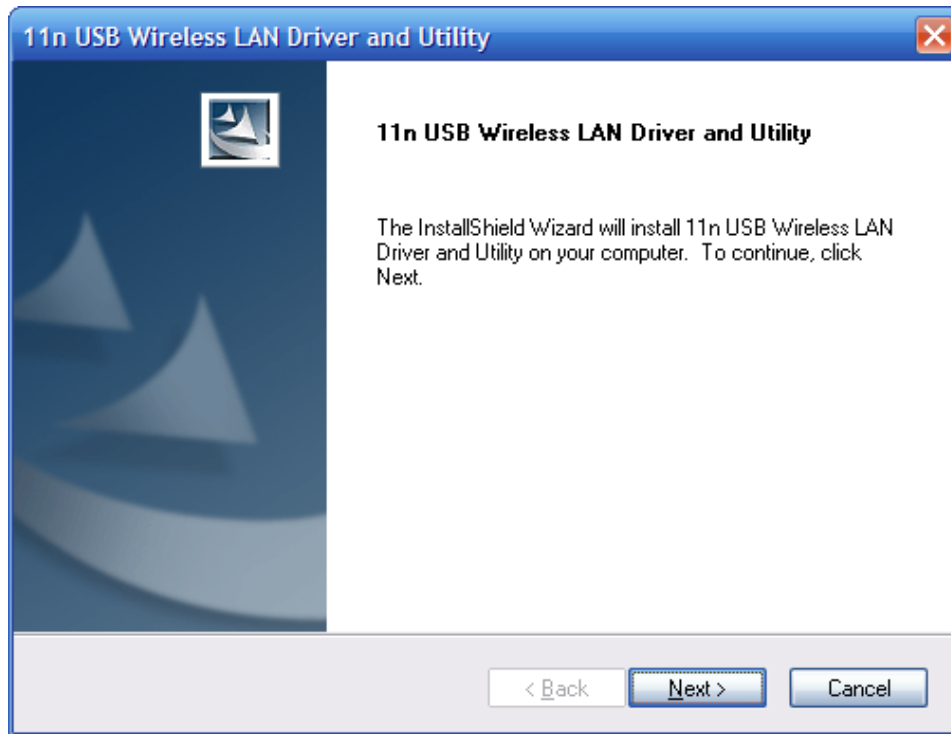 11n USB Wireless LAN Driver and Utility
11n USB Wireless LAN Driver and Utility
The InstallShield Wizard will install 11n USB Wireless LAN
Driver and Utility on your computer.  To continue, click
Next.
< Back Next > Cancel